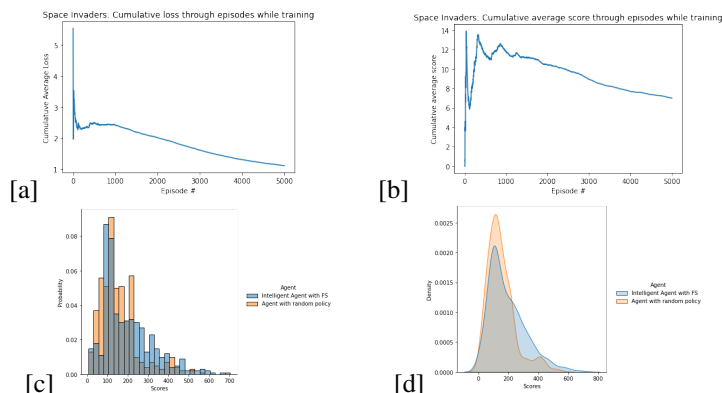 Space Invaders: Cumulative loss through episodes while training
5
4
3
2
1
Cumulative Average Loss
0 1000 2000 3000 4000 5000
Episode #
[a]
Space Invaders: Cumulative average score through episodes while training
14
12
10
8
6
4
2
0
Cumulative average score
0 1000 2000 3000 4000 5000
Episode #
[b]
0.08
0.06
0.04
0.02
0.00
Probability
0 100 200 300 400 500 600 700
Scores
Agent
Intelligent Agent with FS
Agent with random policy
[c]
0.0025
0.0020
0.0015
0.0010
0.0005
0.0000
Density
0 200 400 600 800
Scores
Agent
Intelligent Agent with FS
Agent with random policy
[d]